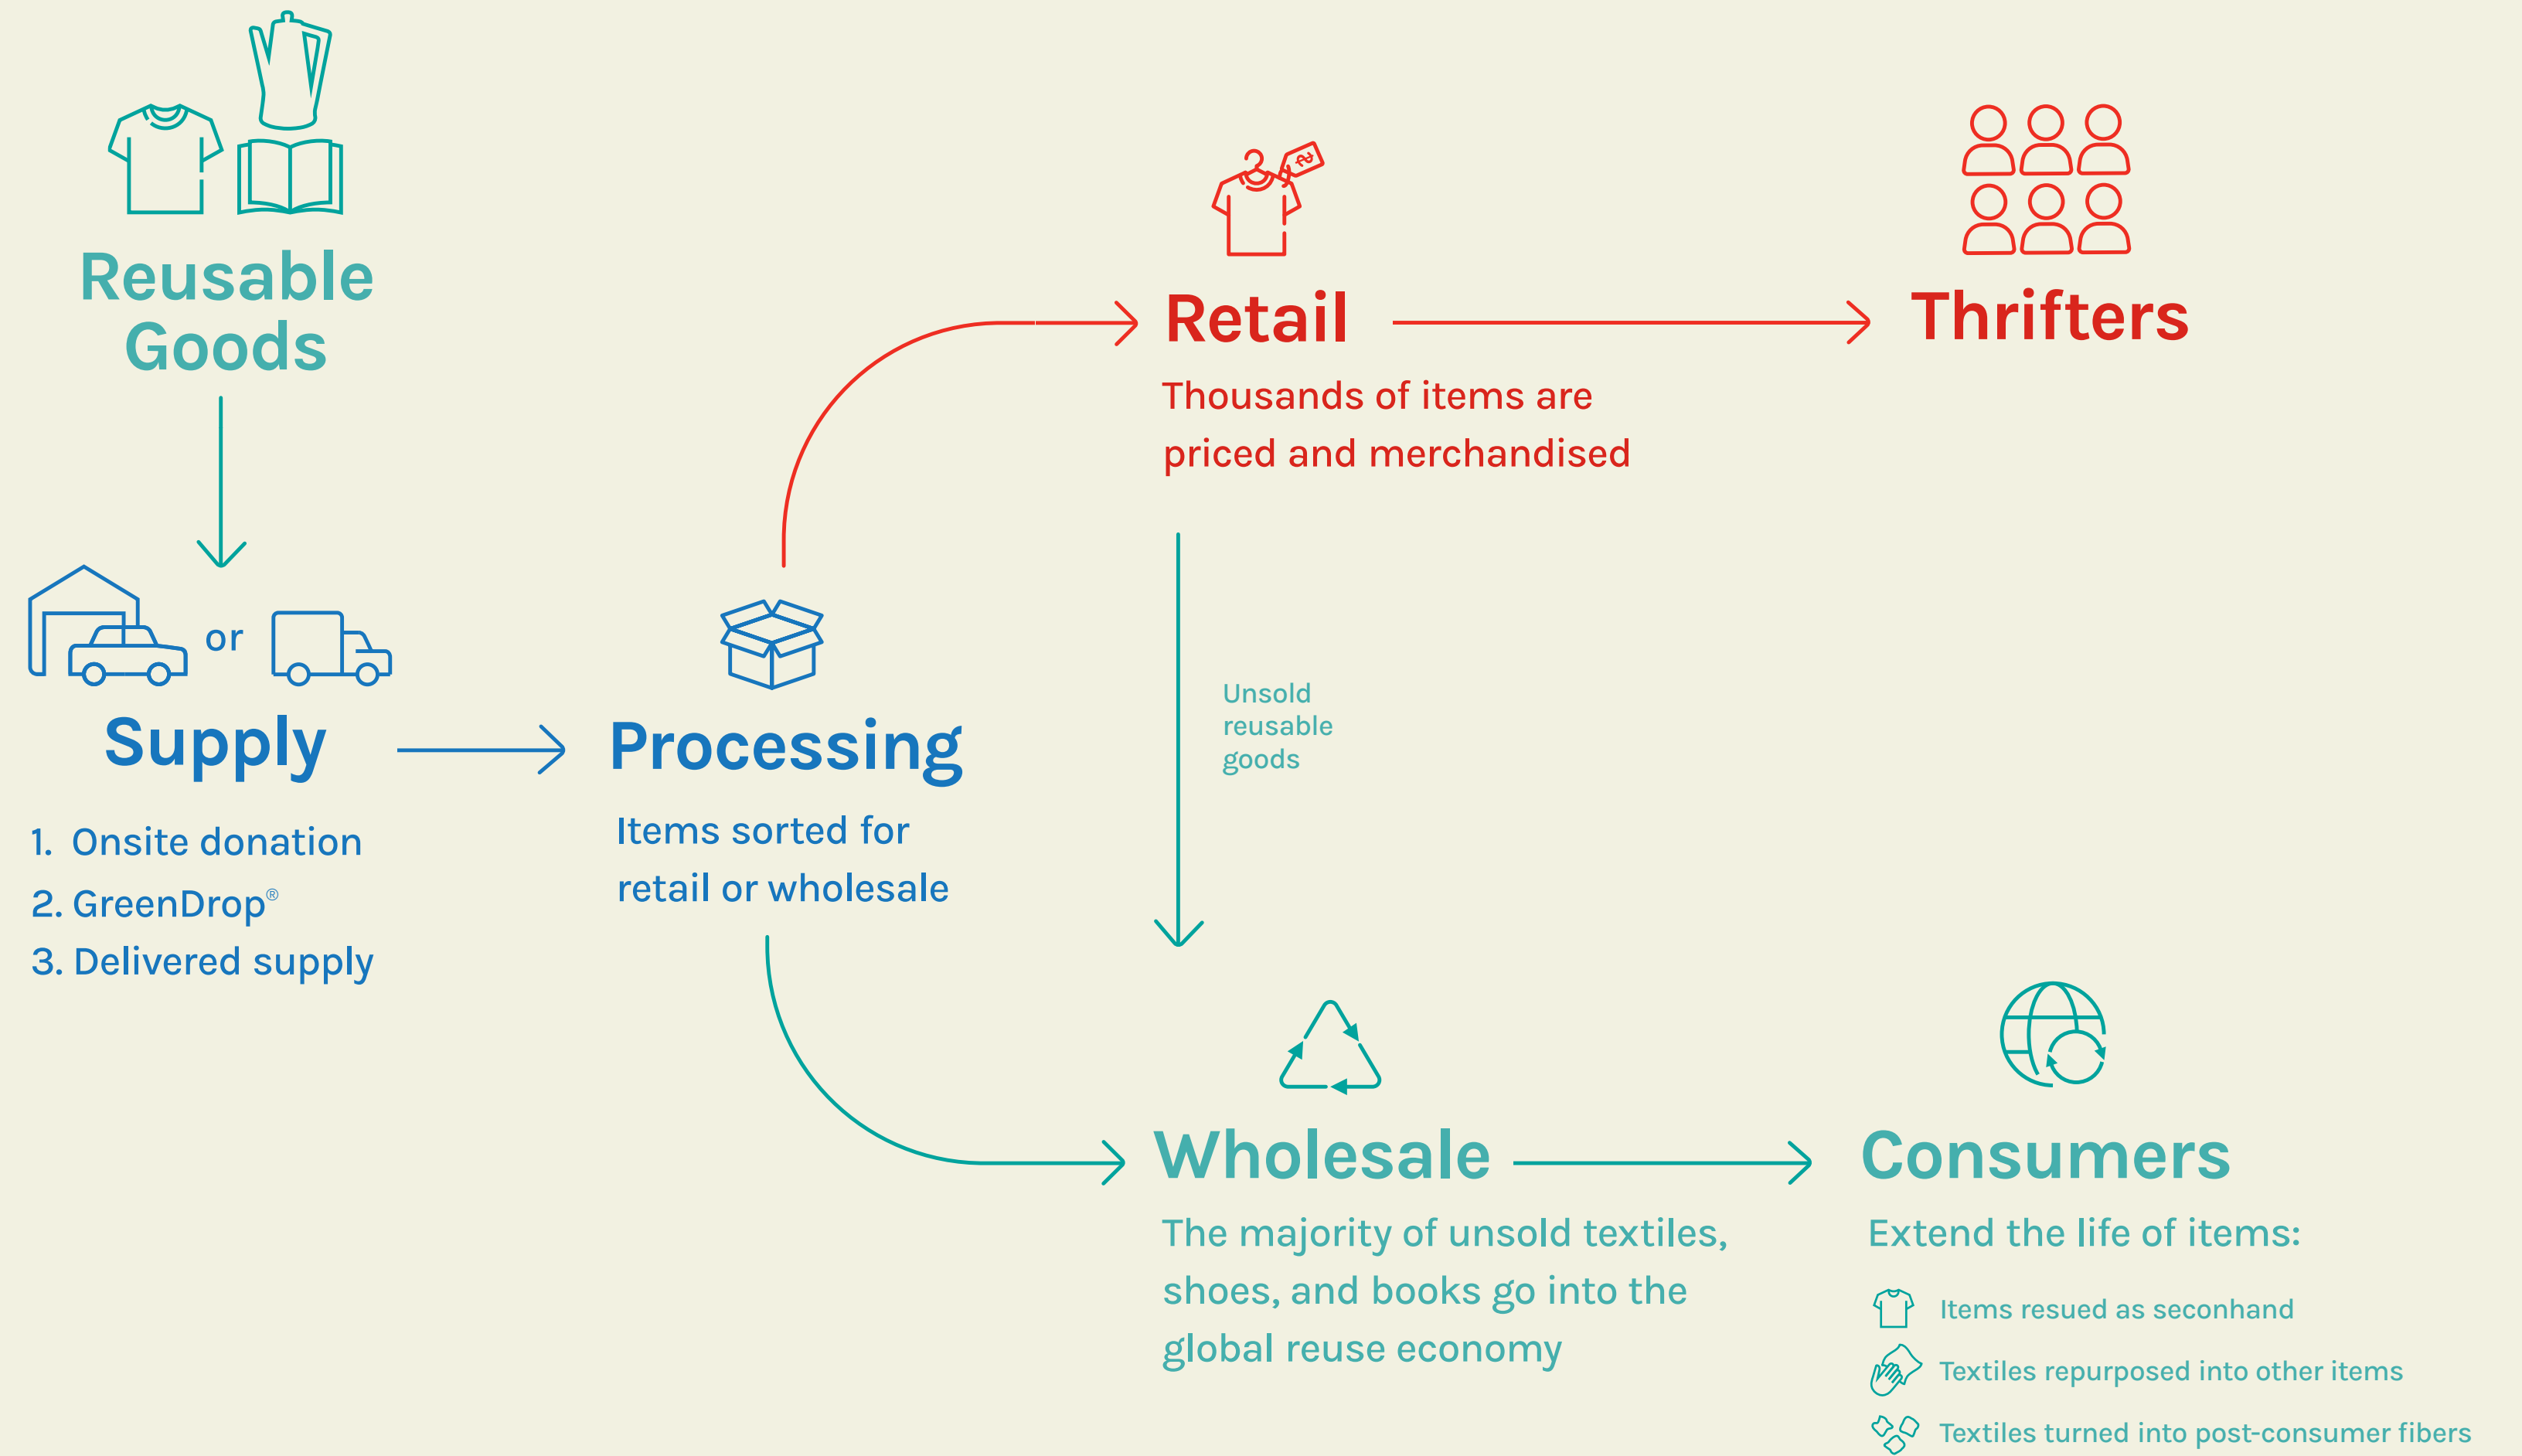 Reusable
Goods
or
Supply
1. Onsite donation
2. GreenDrop®
3. Delivered supply
Processing
Items sorted for
retail or wholesale
Retail
Thousands of items are
priced and merchandised
Thrifters
Unsold
reusable
goods
Wholesale
The majority of unsold textiles,
shoes, and books go into the
global reuse economy
Consumers
Extend the life of items:
Items resued as seconhand
Textiles repurposed into other items
Textiles turned into post-consumer fibers